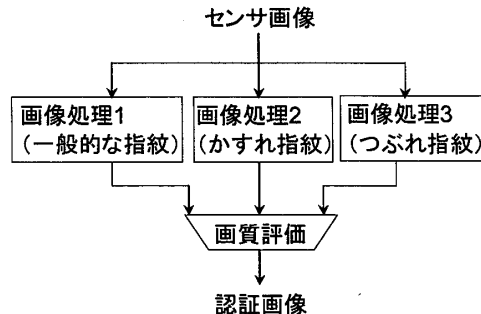 センサ画像
画像処理1
(一般的な指紋)
画像処理2
(かすれ指紋)
画像処理3
(つぶれ指紋)
画質評価
認証画像